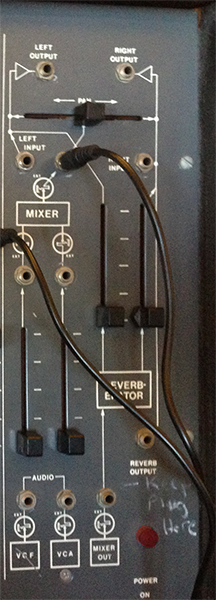 LEFT OUTPUT
RIGHT OUTPUT
PAN
LEFT INPUT
INPUT
MIXER
REVERB-
ERATOR
REVERB OUTPUT
AUDIO
VCF
VCA
MIXER OUT
Plug
Here
POWER
ON